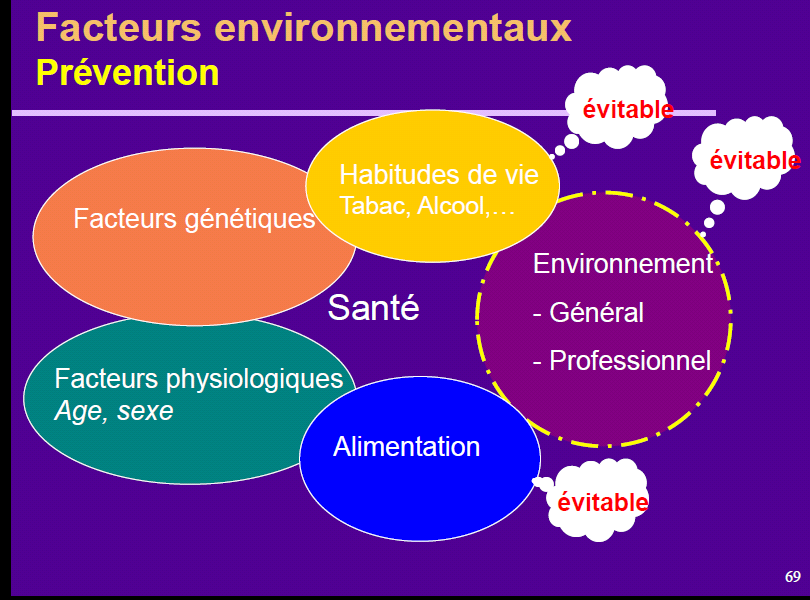 Facteurs environnementaux
Prévention
évitable
évitable
Habitudes de vie
Tabac, Alcool,...
Facteurs génétiques
Environnement
- Général
- Professionnel
Santé
Facteurs physiologiques
Age, sexe
Alimentation
évitable
69